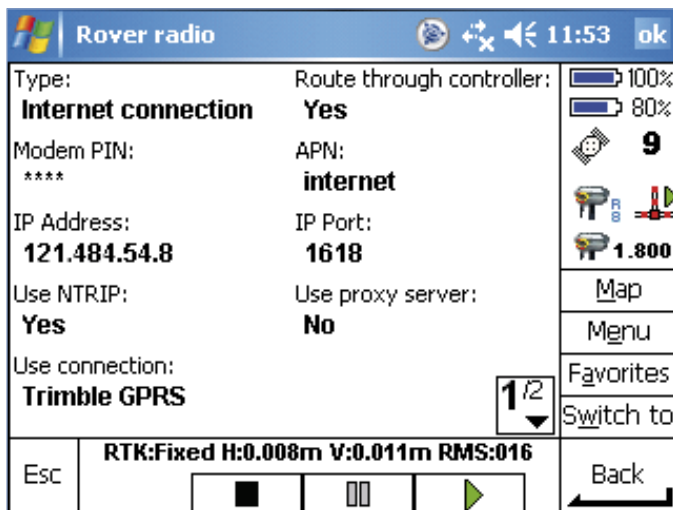 Rover radio 11:53 ok
Type: Route through controller: 100%
Internet connection Yes 80%
Modem PIN: APN: 9
**** internet
R8
IP Address: IP Port:
121.484.54.8 1618 1.800
Use NTRIP: Use proxy server: Map
Yes No Menu
Use connection: Favorites
Trimble GPRS 1/2 Switch to
RTK:Fixed H:0.008m V:0.011m RMS:016
Esc Back